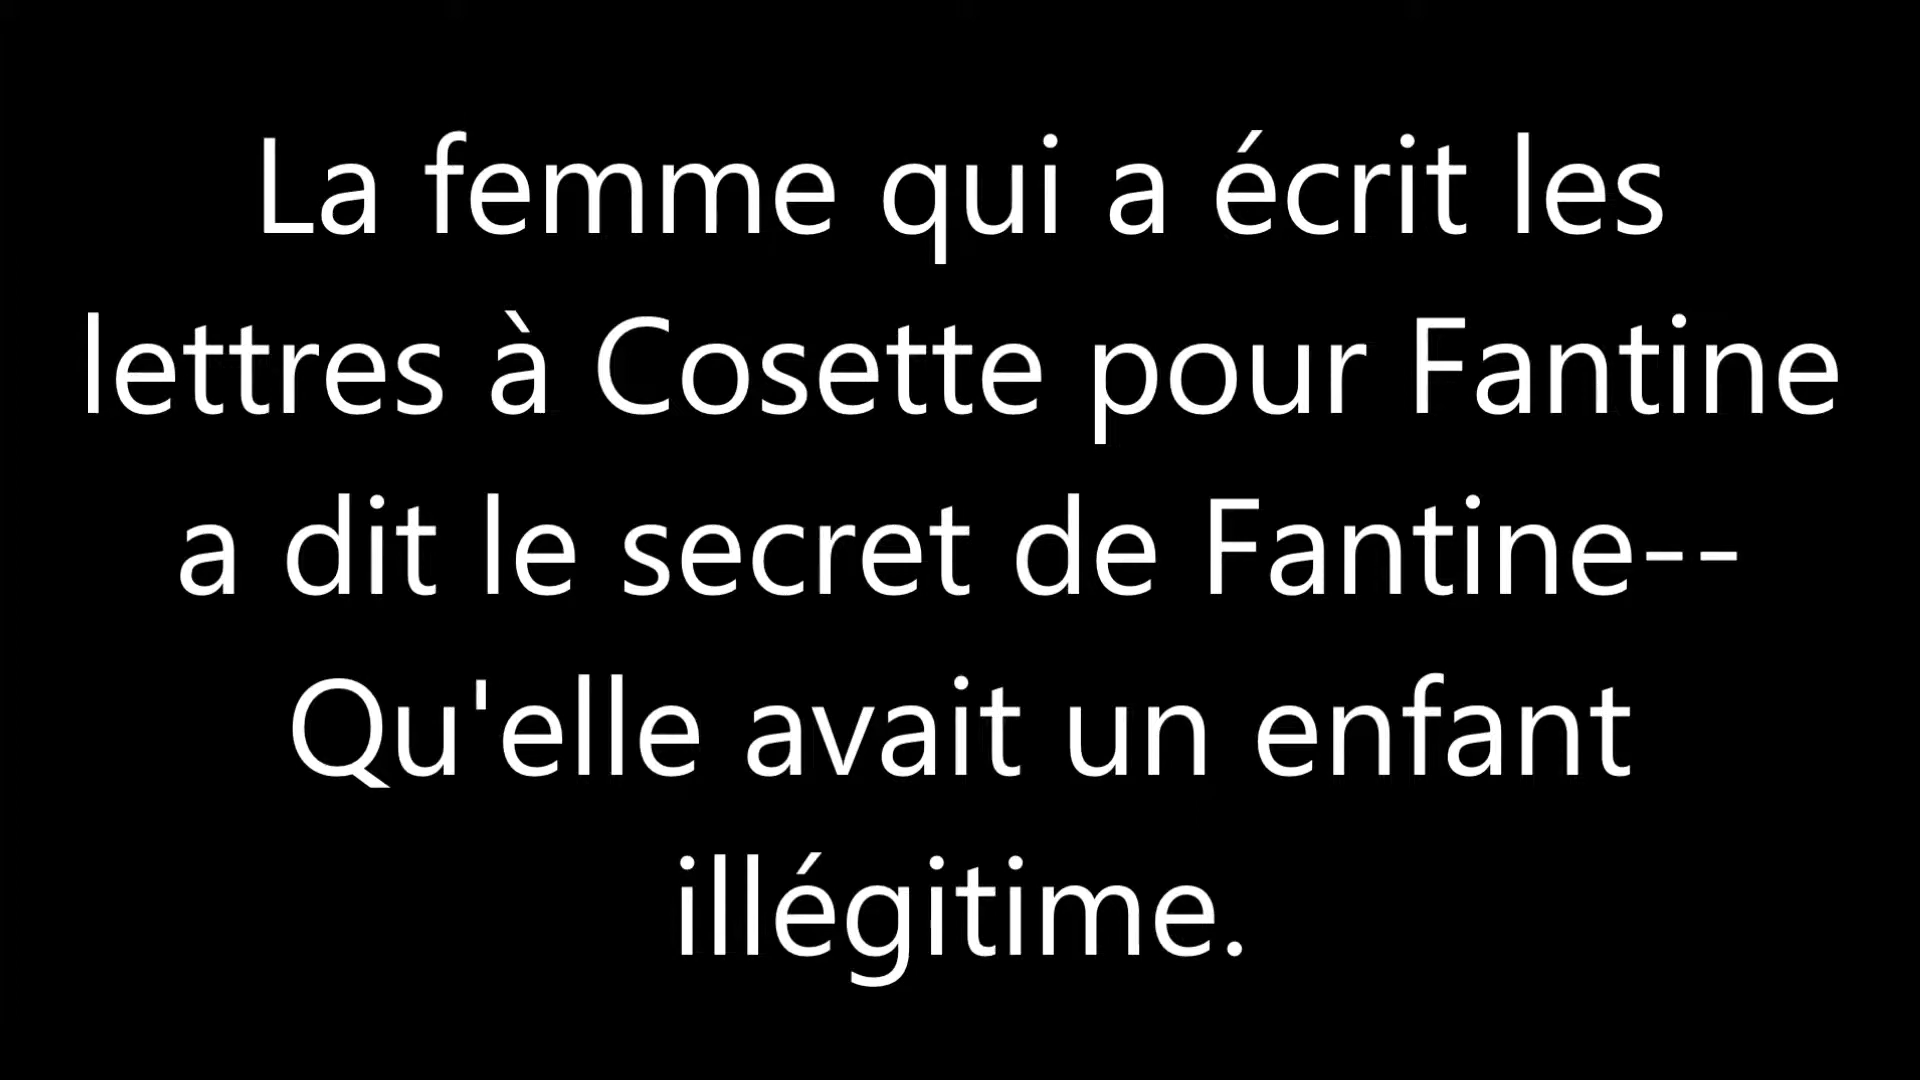 La femme qui a écrit les
lettres à Cosette pour Fantine
a dit le secret de Fantine--
Qu'elle avait un enfant
illégitime.